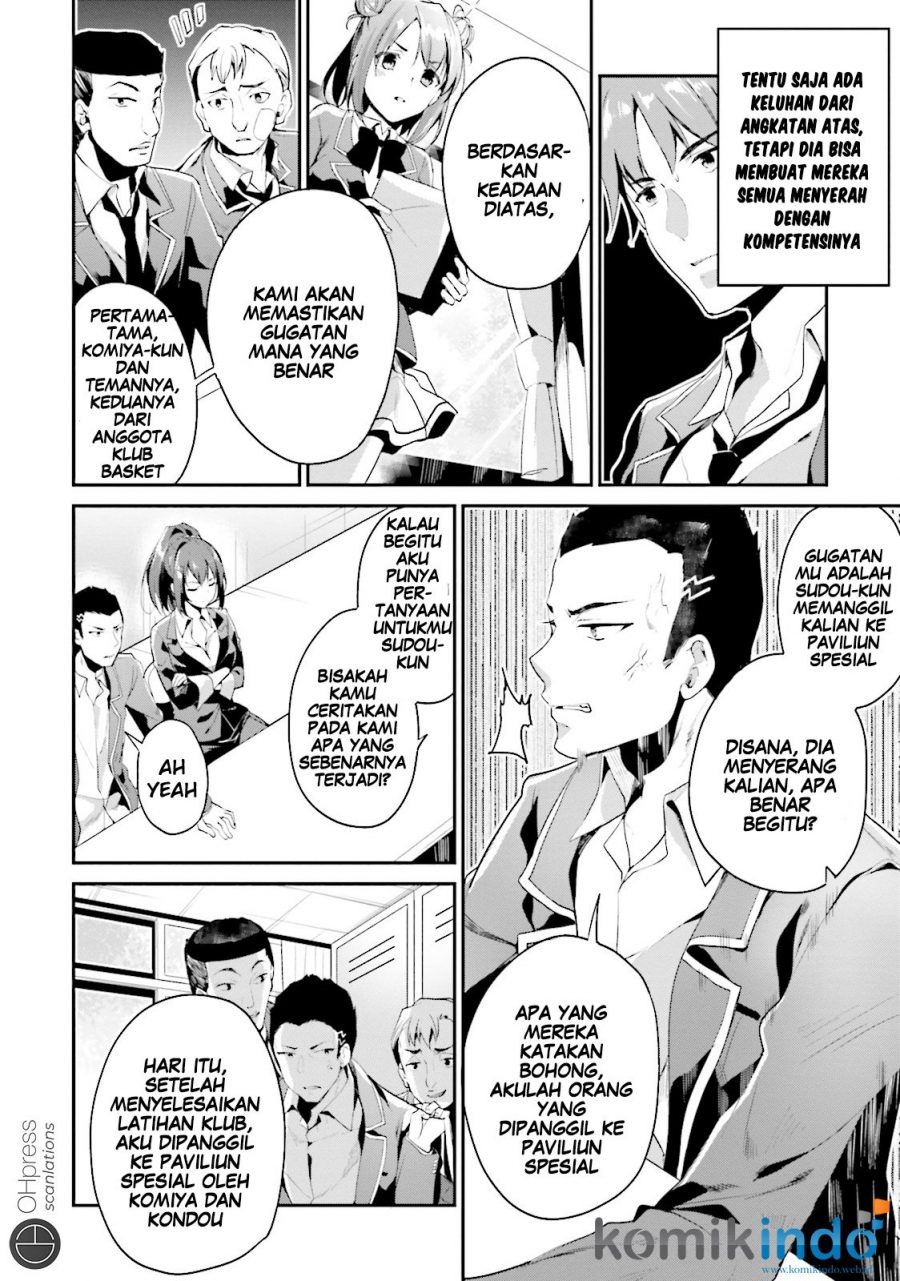 TENTU SAJA ADA
KELUHAN DARI
ANGKATAN ATAS,
TETAPI DIA BISA
MEMBUAT MEREKA
SEMUA MENYERAH
DENGAN
KOMPETENSINYA
BERDASAR-
KAN
KEADAAN
DIATAS,
KAMI AKAN
MEMASTIKAN
GUGATAN
MANA YANG
BENAR
PERTAMA-
TAMA,
KOMIYA-KUN
DAN
TEMANNYA,
KEDUANYA
DARI
ANGGOTA
KLUB
BASKET
GUGATAN
MU ADALAH
SUDOU-KUN
MEMANGGIL
KALIAN KE
PAVILIUN
SPESIAL
DISANA, DIA
MENYERANG
KALIAN, APA
BENAR
BEGITU?
APA YANG
MEREKA
KATAKAN
BOHONG,
AKULAH ORANG
YANG
DIPANGGIL KE
PAVILIUN
SPESIAL
KALAU
BEGITU
AKU
PUNYA
PER-
TANYAAN
UNTUKMU
SUDOU-
KUN
BISAKAH
KAMU
CERITAKAN
PADA KAMI
APA YANG
SEBENARNYA
TERJADI?
AH
YEAH
HARI ITU,
SETELAH
MENYELESAIKAN
LATIHAN KLUB,
AKU DIPANGGIL
KE PAVILIUN
SPESIAL OLEH
KOMIYA DAN
KONDOU
OHpress
scanlations
komikindo